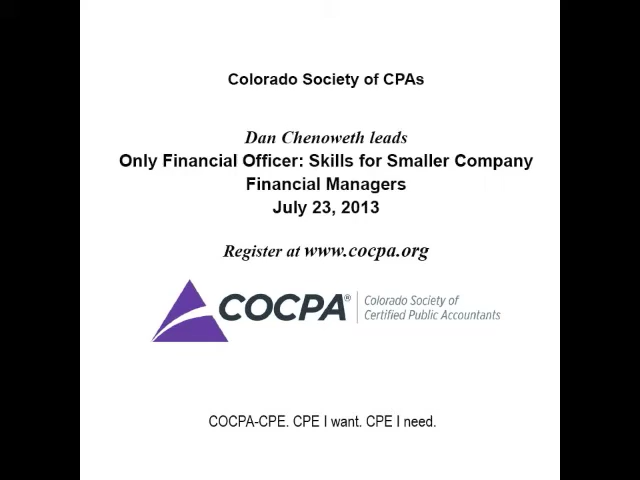 Colorado Society of CPAs
Dan Chenoweth leads
Only Financial Officer: Skills for Smaller Company
Financial Managers
July 23, 2013
Register at www.cocpa.org
COCPA® Colorado Society of
Certified Public Accountants
COCPA-CPE. CPE I want. CPE I need.